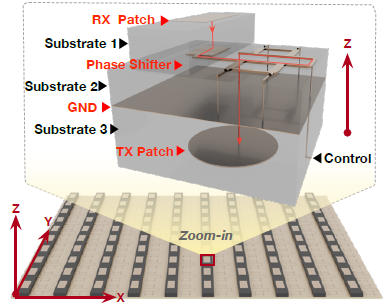 RX Patch
Substrate 1
Phase Shifter
Substrate 2
GND
Substrate 3
TX Patch
Control
Z
Zoom-in
Z
Y
X